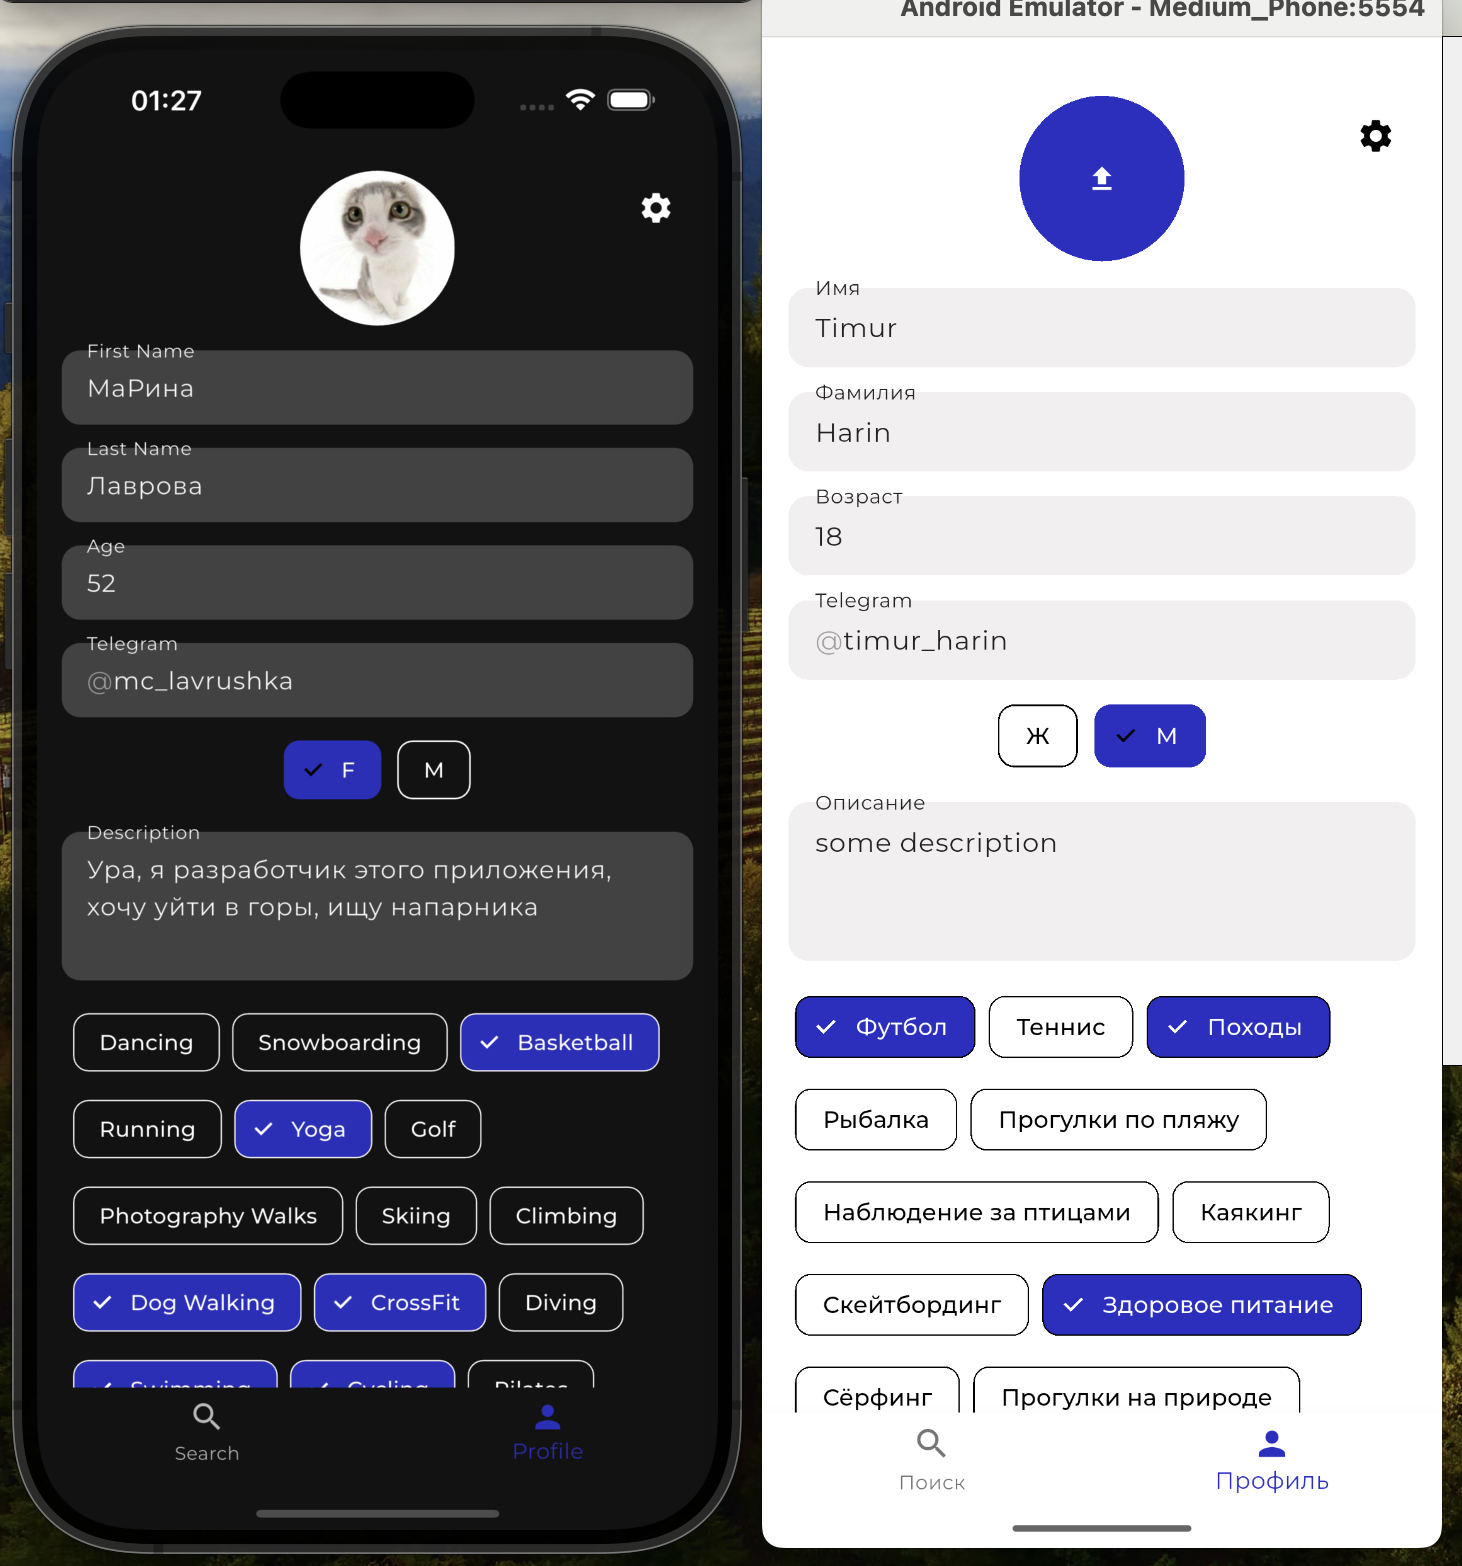 Android Emulator - Medium_Phone:5554
01:27
First Name
МаРина
Last Name
Лаврова
Age
52
Telegram
@mc_lavrushka
F
M
Description
Ура, я разработчик этого приложения,
хочу уйти в горы, ищу напарника
Dancing
Snowboarding
Basketball
Running
Yoga
Golf
Photography Walks
Skiing
Climbing
Dog Walking
CrossFit
Diving
Swimming
Cycling
Pilates
Search
Profile
Имя
Timur
Фамилия
Harin
Возраст
18
Telegram
@timur_harin
Ж
М
Описание
some description
Футбол
Теннис
Походы
Рыбалка
Прогулки по пляжу
Наблюдение за птицами
Каякинг
Скейтбординг
Здоровое питание
Сёрфинг
Прогулки на природе
Поиск
Профиль